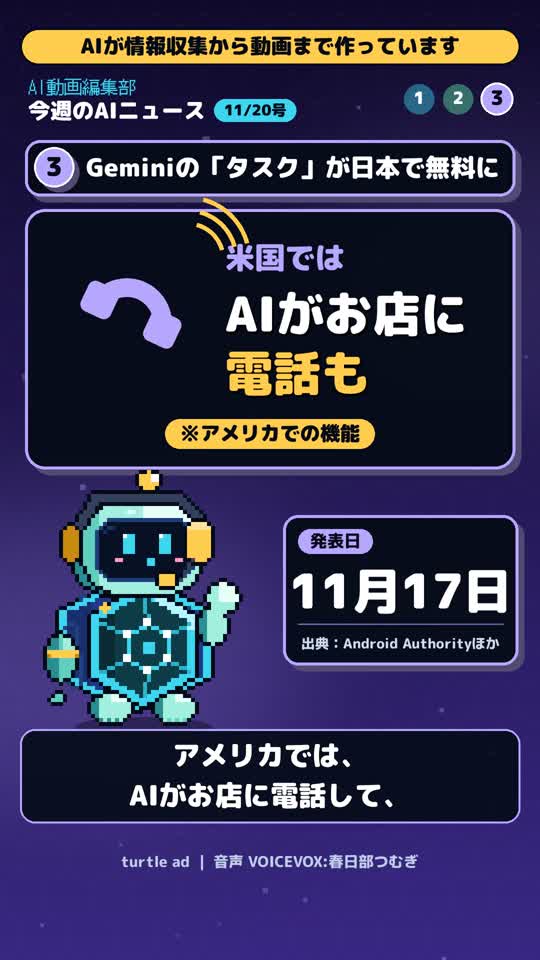 AIが情報収集から動画まで作っています
AI動画編集部
今週のAIニュース 11/20号
1 2 3
3 Geminiの「タスク」が日本で無料に
米国では
AIがお店に
電話も
※アメリカでの機能
発表日
11月17日
出典：Android Authorityほか
アメリカでは、
AIがお店に電話して、
turtle ad | 音声 VOICEVOX:春日部つむぎ